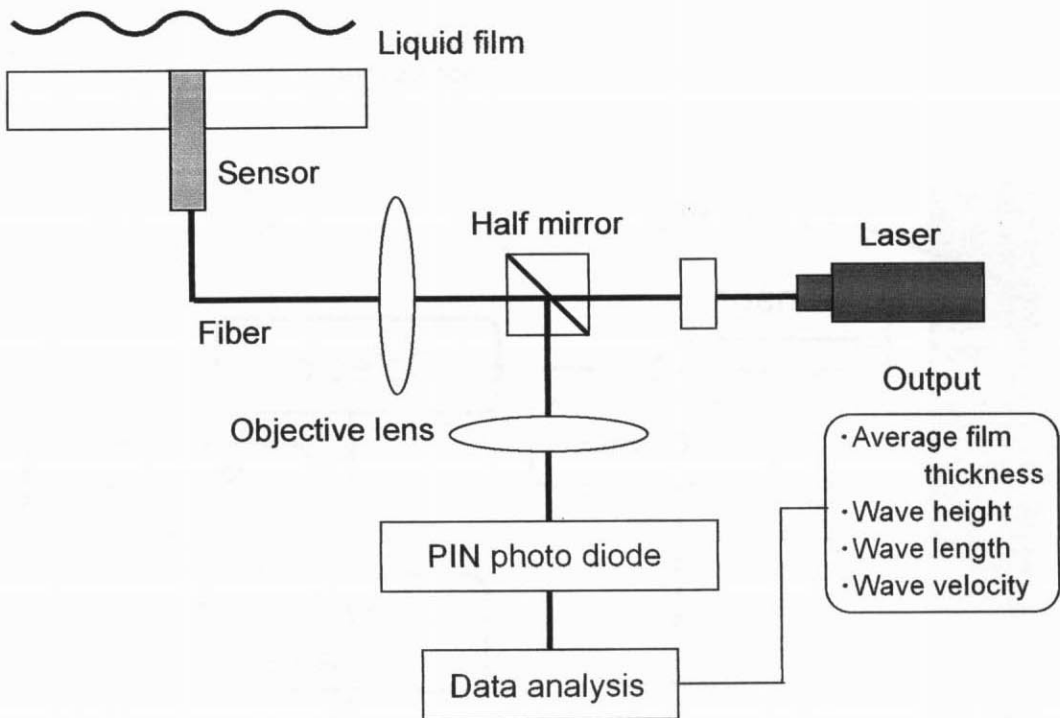 Liquid film
Sensor
Half mirror
Laser
Fiber
Output
Objective lens
・Average film
thickness
・Wave height
・Wave length
・Wave velocity
PIN photo diode
Data analysis